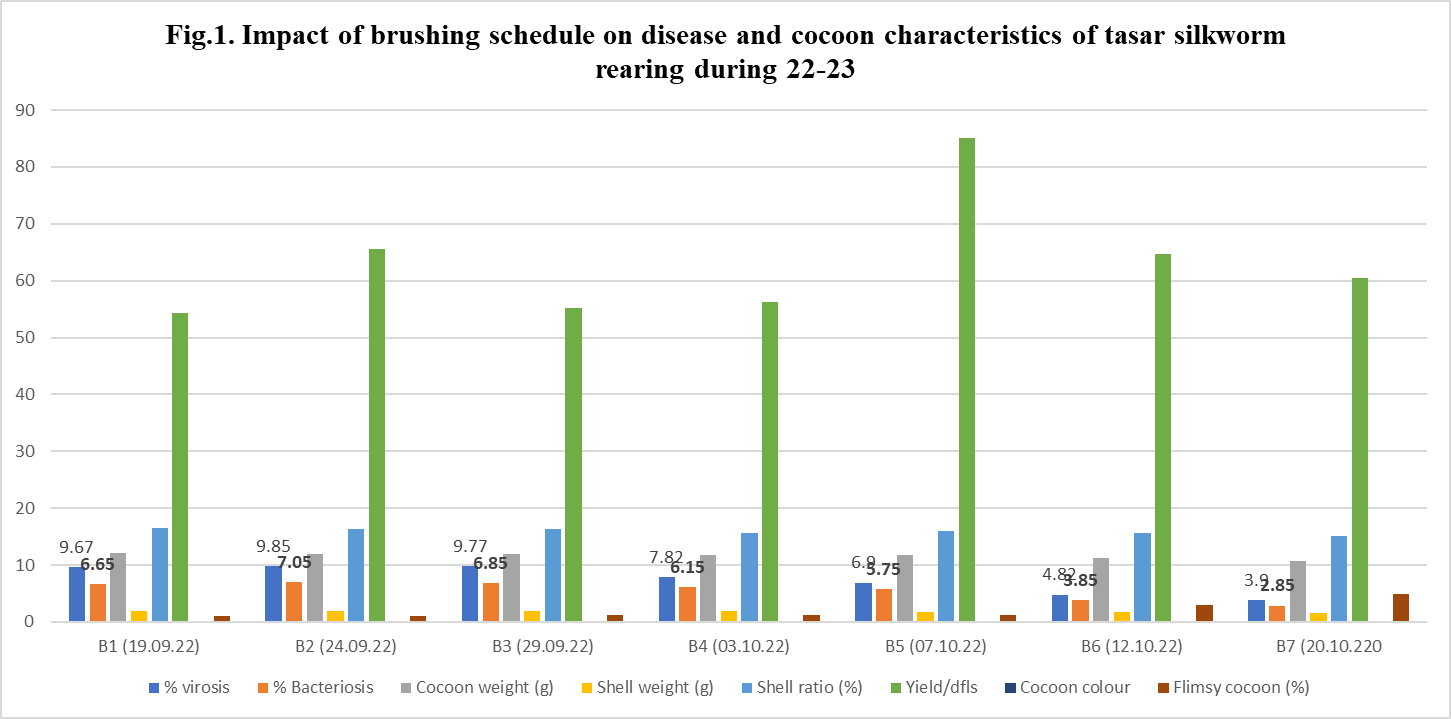 Fig.1. Impact of brushing schedule on disease and cocoon characteristics of tasar silkworm
rearing during 22-23
90
80
70
60
50
40
30
20
10
0
9.67
6.65
9.85
7.05
9.77
6.85
7.82
6.15
6.9
5.75
4.82
3.85
3.9
2.85
B1 (19.09.22)
B2 (24.09.22)
B3 (29.09.22)
B4 (03.10.22)
B5 (07.10.22)
B6 (12.10.22)
B7 (20.10.220
% virosis
% Bacteriosis
Cocoon weight (g)
Shell weight (g)
Shell ratio (%)
Yield/dfls
Cocoon colour
Flimsy cocoon (%)